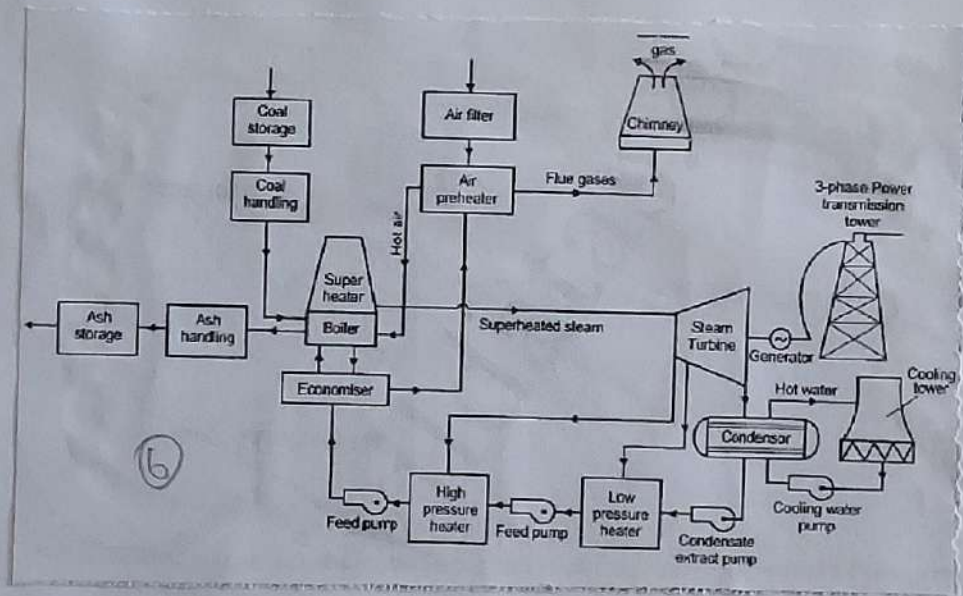 gas
Coal
storage
Air filter
Chimney
Coal
handling
Air
preheater
Flue gases
3-phase Power
transmission
tower
Hot air
Super
heater
Boiler
Superheated steam
Steam
Turbine
Generator
Ash
storage
Ash
handling
Economiser
Hot water
Cooling
tower
Condensor
6
High
pressure
heater
Low
pressure
heater
Feed pump
Feed pump
Condensate
extract pump
Cooling water
pump